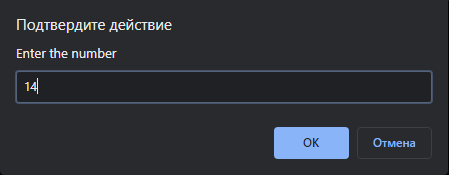 Подтвердите действие
Enter the number
14
OK
Отмена